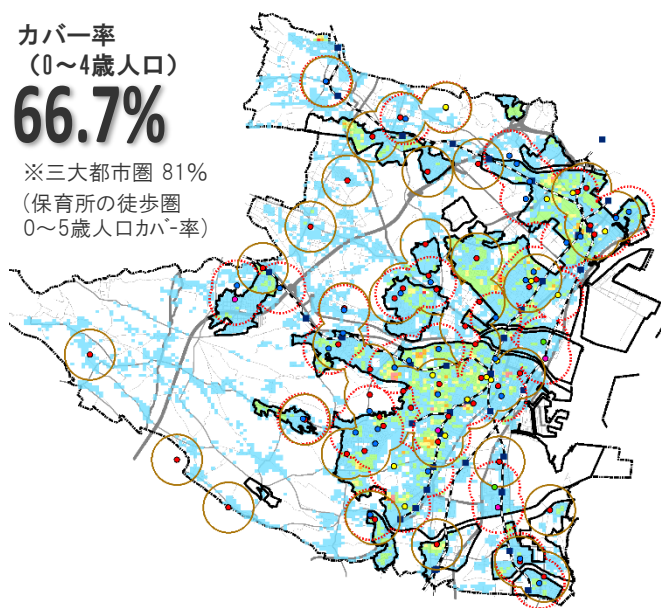 カバー率
（0～4歳人口）
66.7%
※三大都市圏 81%
（保育所の徒歩圏
0～5歳人口ｶﾊﾞｰ率）